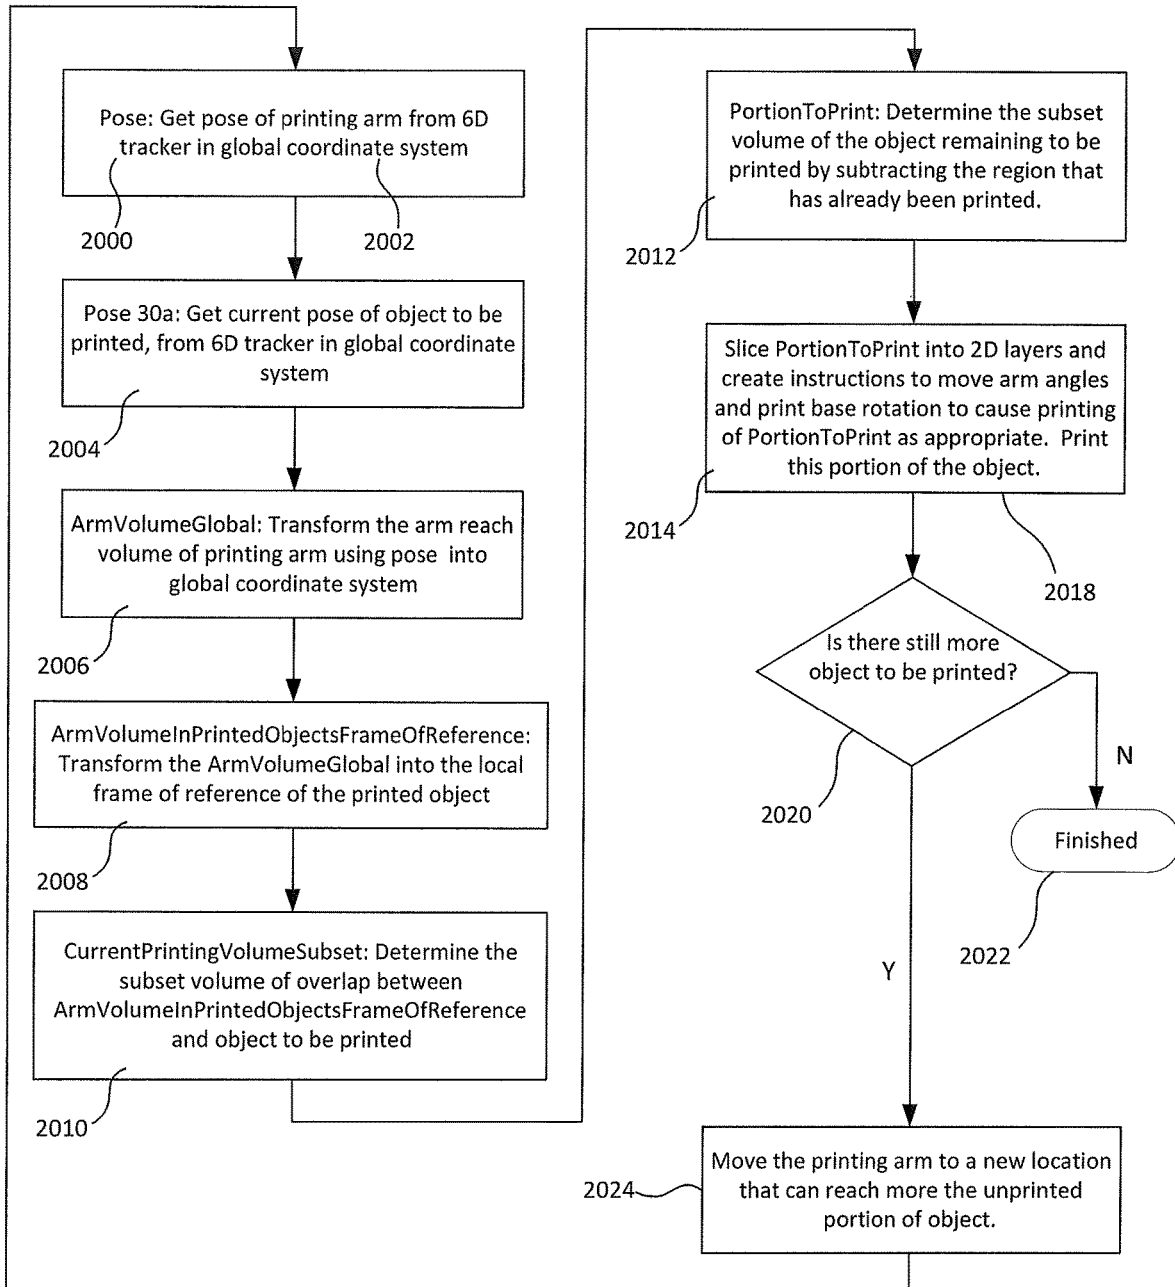 Pose: Get pose of printing arm from 6D
tracker in global coordinate system
2000
2002
Pose 30a: Get current pose of object to be
printed, from 6D tracker in global coordinate
system
2004
ArmVolumeGlobal: Transform the arm reach
volume of printing arm using pose into
global coordinate system
2006
ArmVolumeInPrintedObjectsFrameOfReference:
Transform the ArmVolumeGlobal into the local
frame of reference of the printed object
2008
CurrentPrintingVolumeSubset: Determine the
subset volume of overlap between
ArmVolumeInPrintedObjectsFrameOfReference
and object to be printed
2010
PortionToPrint: Determine the subset
volume of the object remaining to be
printed by subtracting the region that
has already been printed.
2012
Slice PortionToPrint into 2D layers and
create instructions to move arm angles
and print base rotation to cause printing
of PortionToPrint as appropriate. Print
this portion of the object.
2014
2018
Is there still more
object to be printed?
2020
N
Finished
2022
Y
Move the printing arm to a new location
that can reach more the unprinted
portion of object.
2024